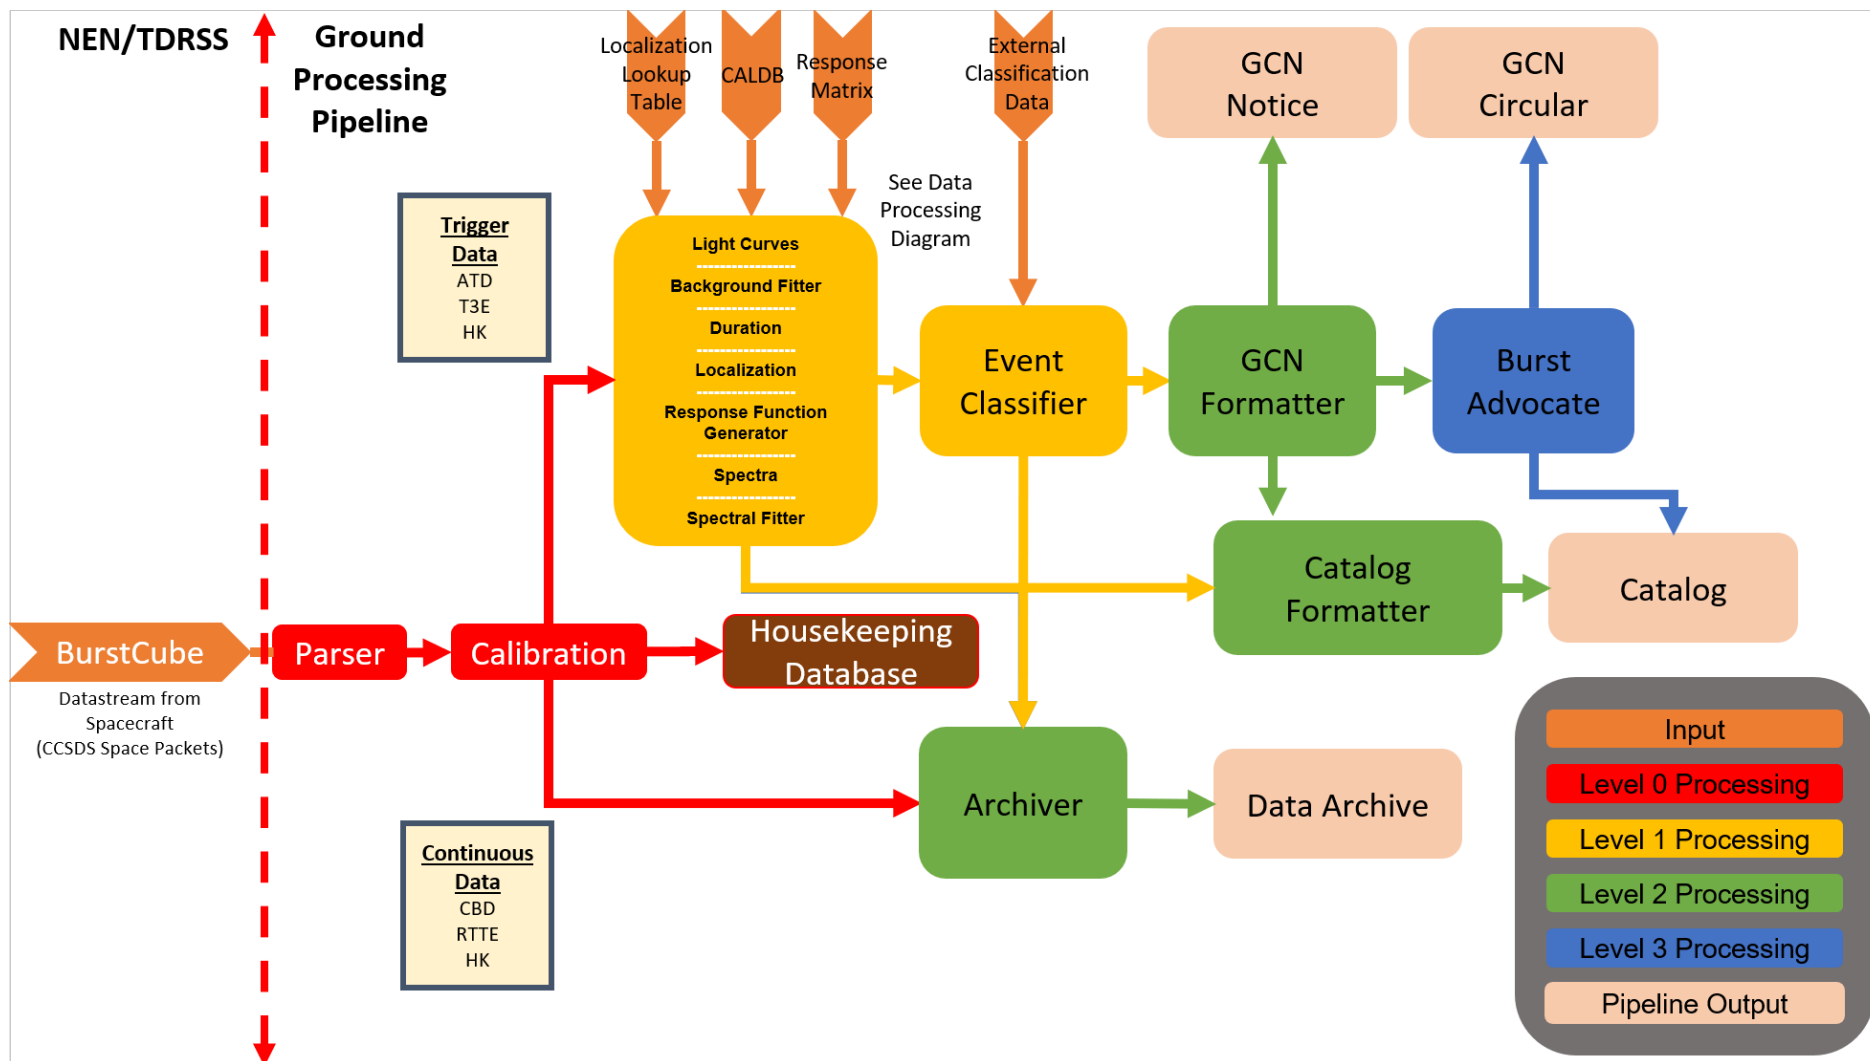 NEN/TDRSS
Ground
Processing
Pipeline
Localization
Lookup
Table
CALDB
Response
Matrix
External
Classification
Data
GCN
Notice
GCN
Circular
See Data
Processing
Diagram
Trigger
Data
ATD
T3E
HK
Light Curves
-----------------
Background Fitter
-----------------
Duration
-----------------
Localization
-----------------
Response Function
Generator
-----------------
Spectra
-----------------
Spectral Fitter
Event
Classifier
GCN
Formatter
Burst
Advocate
Catalog
Formatter
Catalog
BurstCube
Datastream from
Spacecraft
(CCSDS Space Packets)
Parser
Calibration
Housekeeping
Database
Archiver
Data Archive
Continuous
Data
CBD
RTTE
HK
Input
Level 0 Processing
Level 1 Processing
Level 2 Processing
Level 3 Processing
Pipeline Output